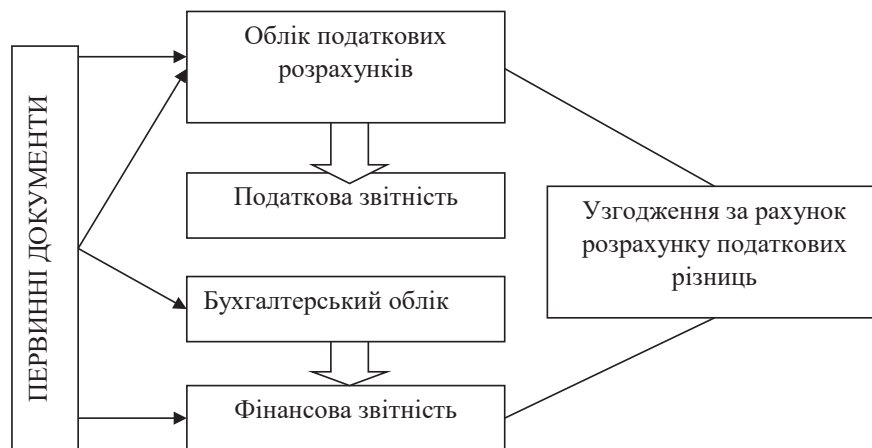 ПЕРВИННІ ДОКУМЕНТИ
Облік податкових
розрахунків
Податкова звітність
Бухгалтерський облік
Фінансова звітність
Узгодження за рахунок
розрахунку податкових
різниць